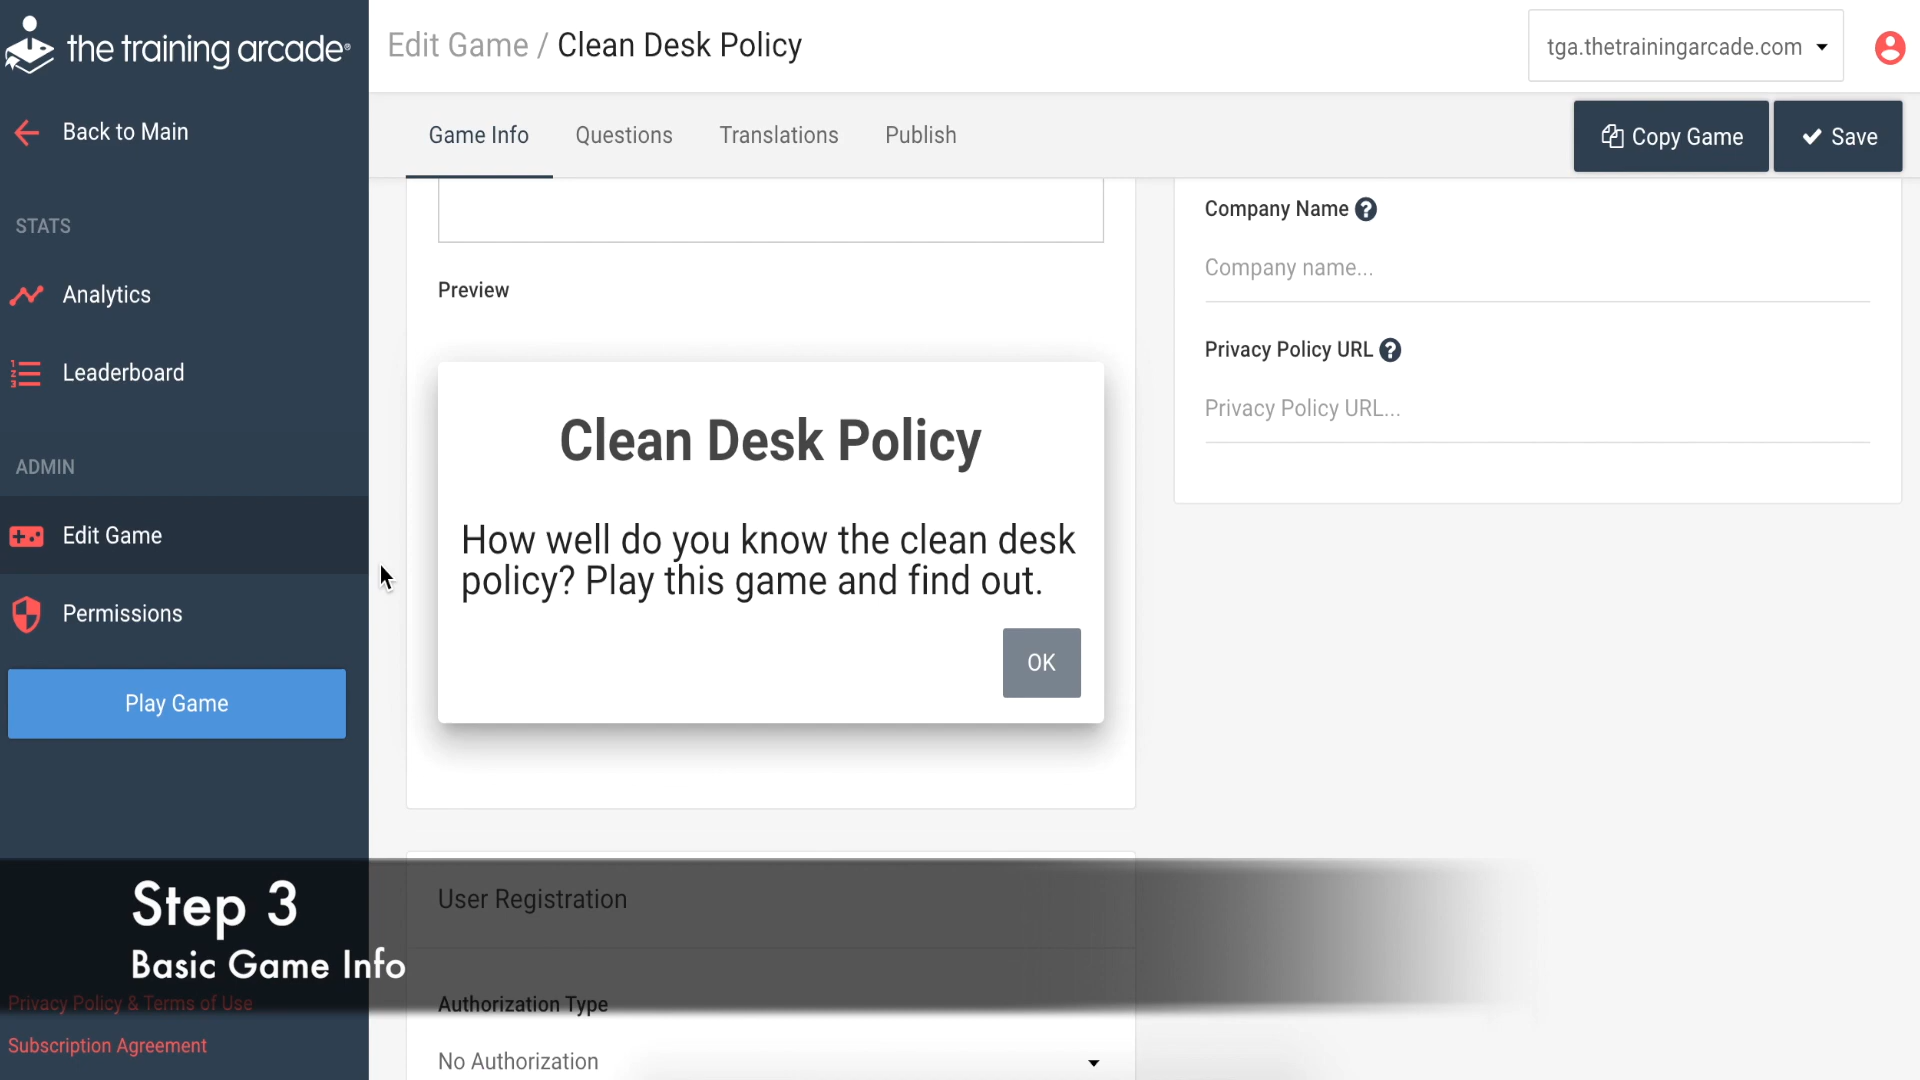 the training arcade®
Edit Game / Clean Desk Policy
tga.thetrainingarcade.com
Back to Main
Game Info
Questions
Translations
Publish
Copy Game
Save
STATS
Analytics
Leaderboard
ADMIN
Edit Game
Permissions
Play Game
Preview
Clean Desk Policy
How well do you know the clean desk
policy? Play this game and find out.
OK
Company Name
Company name...
Privacy Policy URL
Privacy Policy URL...
User Registration
Authorization Type
No Authorization
Step 3
Basic Game Info
Privacy Policy & Terms of Use
Subscription Agreement